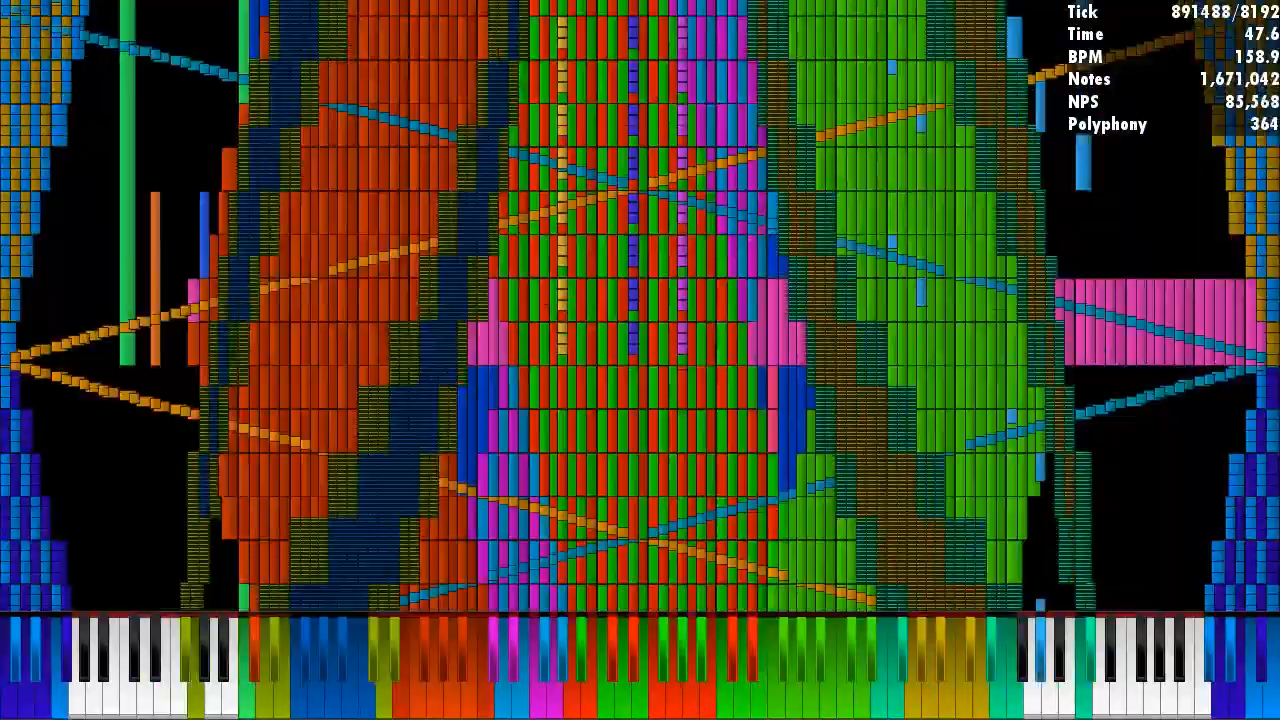 Tick 891488/8192
Time 47.6
BPM 158.9
Notes 1,671,042
NPS 85,568
Polyphony 364